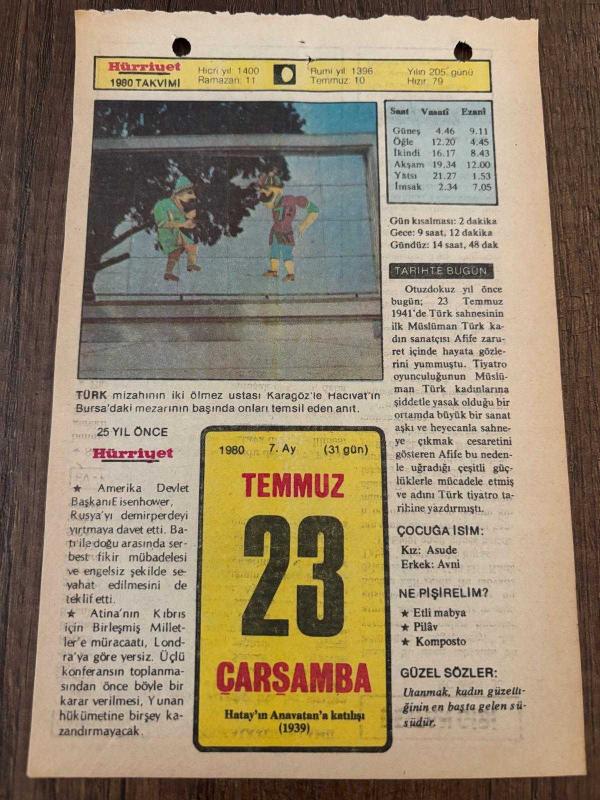 Hürriyet
1980 TAKVİMİ
Hicri yıl: 1400
Ramazan: 11
Rumi yıl: 1396
Temmuz: 10
Yılın 205. günü
Hızır: 79
Saat Vasatî Ezanî
Güneş 4.46 9.11
Öğle 12.20 4.45
İkindi 16.17 8.43
Akşam 19.34 12.00
Yatsı 21.27 1.53
İmsak 2.34 7.05
Gün kısalması: 2 dakika
Gece: 9 saat, 12 dakika
Gündüz: 14 saat, 48 dak
TARİHTE BUGÜN
Otuzdokuz yıl önce
bugün; 23 Temmuz
1941'de Türk sahnesinin
ilk Müslüman Türk ka-
dın sanatçısı Afife zaru-
ret içinde hayata gözle-
rini yummuştu. Tiyatro
oyunculuğunun Müslü-
man Türk kadınlarına
şiddetle yasak olduğu bir
ortamda büyük bir sanat
aşkı ve heyecanla sahne-
ye çıkmak cesaretini
gösteren Afife bu neden-
le uğradığı çeşitli güç-
lüklerle mücadele etmiş
ve adını Türk tiyatro ta-
rihine yazdırmıştı.
ÇOCUĞA İSİM:
Kız: Asude
Erkek: Avni
NE PİŞİRELİM?
★ Etli mabya
★ Pilâv
★ Komposto
GÜZEL SÖZLER:
Utanmak, kadın güzelli-
ğinin en başta gelen sü-
südür.
TÜRK mizahının iki ölmez ustası Karagöz'le Hacıvat'ın
Bursa'daki mezarının başında onları temsil eden anıt.
25 YIL ÖNCE
Hürriyet
★ Amerika Devlet
BaşkanıEisenhower,
Rusya'yı demirperdeyi
yırtmaya davet etti. Ba-
tı ile doğu arasında ser-
best fikir mübadelesi
ve engelsiz şekilde se-
yahat edilmesini de
teklif etti.
★ Atina'nın Kıbrıs
için Birleşmiş Millet-
ler'e müracaatı, Lond-
ra'ya göre yersiz. Üçlü
konferansın toplanma-
sından önce böyle bir
karar verilmesi, Yunan
hükümetine birşey ka-
zandırmayacak.
1980 7. Ay (31 gün)
TEMMUZ
23
ÇARŞAMBA
Hatay'ın Anavatan'a katılışı
(1939)